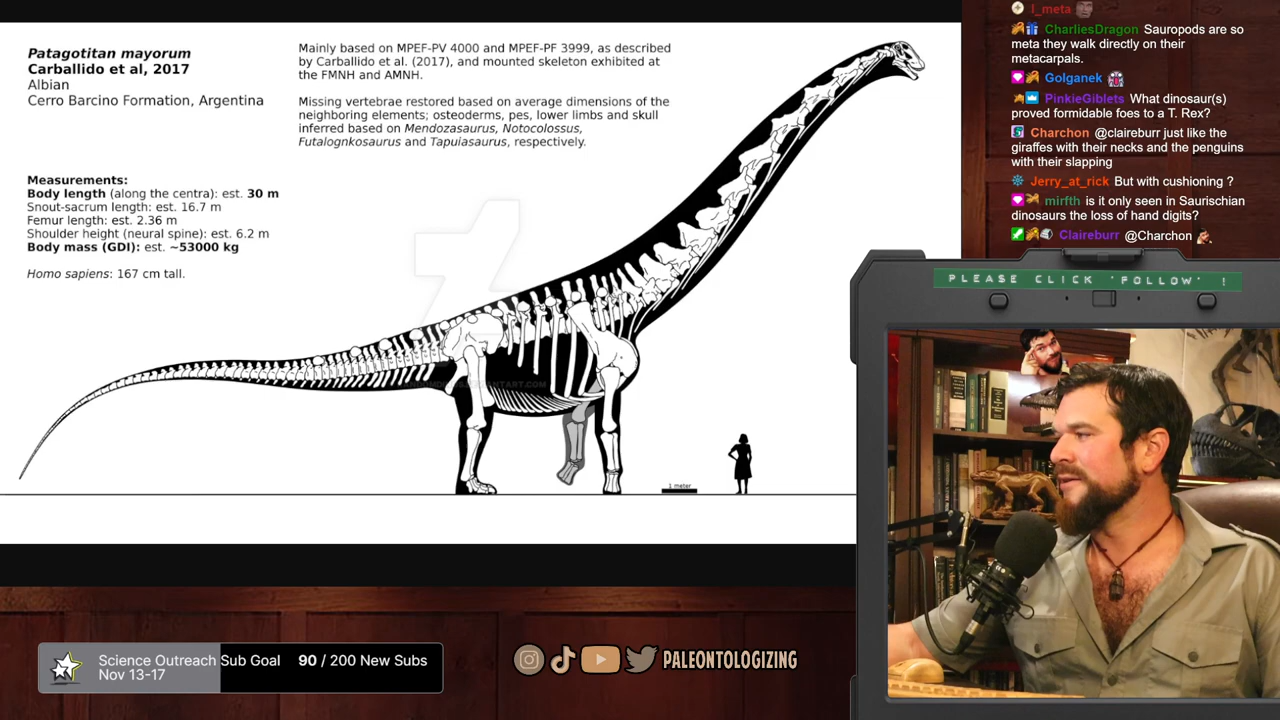 Patagotitan mayorum
Carballido et al, 2017
Albian
Cerro Barcino Formation, Argentina
Mainly based on MPEF-PV 4000 and MPEF-PF 3999, as described
by Carballido et al. (2017), and mounted skeleton exhibited at
the FMNH and AMNH.
Missing vertebrae restored based on average dimensions of the
neighboring elements; osteoderms, pes, lower limbs and skull
inferred based on Mendozasaurus, Notocolossus,
Futalognkosaurus and Tapuiasaurus, respectively.
Measurements:
Body length (along the centra): est. 30 m
Snout-sacrum length: est. 16.7 m
Femur length: est. 2.36 m
Shoulder height (neural spine): est. 6.2 m
Body mass (GDI): est. ~53000 kg
Homo sapiens: 167 cm tall.
1 meter
I_meta
CharliesDragon Sauropods are so
meta they walk directly on their
metacarpals.
Golganek
PinkieGiblets What dinosaur(s)
proved formidable foes to a T. Rex?
Charchon @claireburr just like the
giraffes with their necks and the penguins
with their slapping
Jerry_at_rick But with cushioning ?
mirfth is it only seen in Saurischian
dinosaurs the loss of hand digits?
Claireburr @Charchon
PLEASE CLICK 'FOLLOW' !
Science Outreach Sub Goal 90 / 200 New Subs
Nov 13-17
PALEONTOLOGIZING